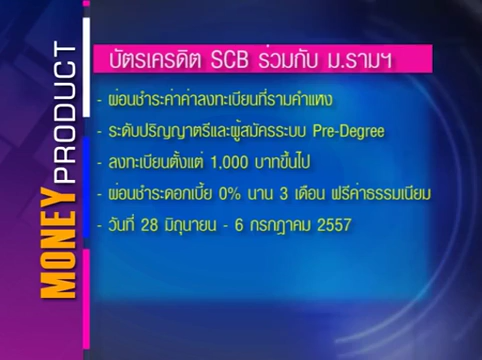 MONEY PRODUCT
บัตรเครดิต SCB ร่วมกับ ม.รามฯ
- ผ่อนชำระค่าค่าลงทะเบียนที่รามคำแหง
- ระดับปริญญาตรีและผู้สมัครระบบ Pre-Degree
- ลงทะเบียนตั้งแต่ 1,000 บาทขึ้นไป
- ผ่อนชำระดอกเบี้ย 0% นาน 3 เดือน ฟรีค่าธรรมเนียม
- วันที่ 28 มิถุนายน - 6 กรกฎาคม 2557